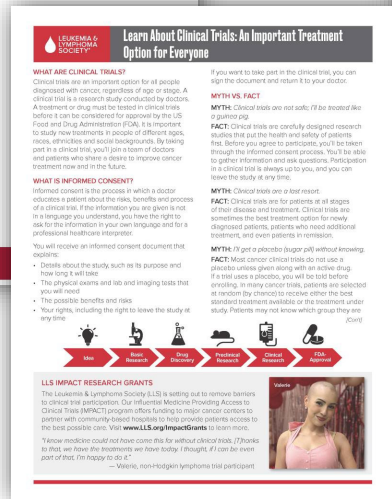 LEUKEMIA &
LYMPHOMA
SOCIETY®
Learn About Clinical Trials: An Important Treatment
Option for Everyone
WHAT ARE CLINICAL TRIALS?
Clinical trials are an important option for all people
diagnosed with cancer, regardless of age or stage. A
clinical trial is a research study conducted by doctors.
A treatment or drug must be tested in clinical trials
before it can be considered for approval by the US
Food and Drug Administration (FDA). It is important
to study new treatments in people of different ages,
races, ethnicities and social backgrounds. By taking
part in a clinical trial, you'll join a team of doctors
and patients who share a desire to improve cancer
treatment now and in the future.
WHAT IS INFORMED CONSENT?
Informed consent is the process in which a doctor
educates a patient about the risks, benefits and process
of a clinical trial. If the information you are given is not
in a language you understand, you have the right to
ask for the information in your own language and for a
professional healthcare interpreter.
You will receive an informed consent document that
explains:
• Details about the study, such as its purpose and
how long it will take
• The physical exams and lab and imaging tests that
you will need
• The possible benefits and risks
• Your rights, including the right to leave the study at
any time
If you want to take part in the clinical trial, you can
sign the document and return it to your doctor.
MYTH VS. FACT
MYTH: Clinical trials are not safe; I'll be treated like
a guinea pig.
FACT: Clinical trials are carefully designed research
studies that put the health and safety of patients
first. Before you agree to participate, you'll be taken
through the informed consent process. You'll be able
to gather information and ask questions. Participation
in a clinical trial is always up to you, and you can
leave the study at any time.
MYTH: Clinical trials are a last resort.
FACT: Clinical trials are for patients at all stages
of their disease and treatment. Clinical trials are
sometimes the best treatment option for newly
diagnosed patients, patients who need additional
treatment, and even patients in remission.
MYTH: I'll get a placebo (sugar pill) without knowing.
FACT: Most cancer clinical trials do not use a
placebo unless given along with an active drug.
If a trial uses a placebo, you will be told before
enrolling. In many cancer trials, patients are selected
at random (by chance) to receive either the best
standard treatment available or the treatment under
study. Patients may not know which group they are
(Con't)
Idea
Basic
Research
Drug
Discovery
Preclinical
Research
Clinical
Research
FDA-
Approval
LLS IMPACT RESEARCH GRANTS
The Leukemia & Lymphoma Society (LLS) is setting out to remove barriers
to clinical trial participation. Our Influential Medicine Providing Access to
Clinical Trials (IMPACT) program offers funding to major cancer centers to
partner with community-based hospitals to help provide patients access to
the best possible care. Visit www.LLS.org/ImpactGrants to learn more.
"I know medicine could not have come this far without clinical trials. [T]hanks
to that, we have the treatments we have today. I thought, if I can be even
part of that, I'm happy to do it."
— Valerie, non-Hodgkin lymphoma trial participant
Valerie